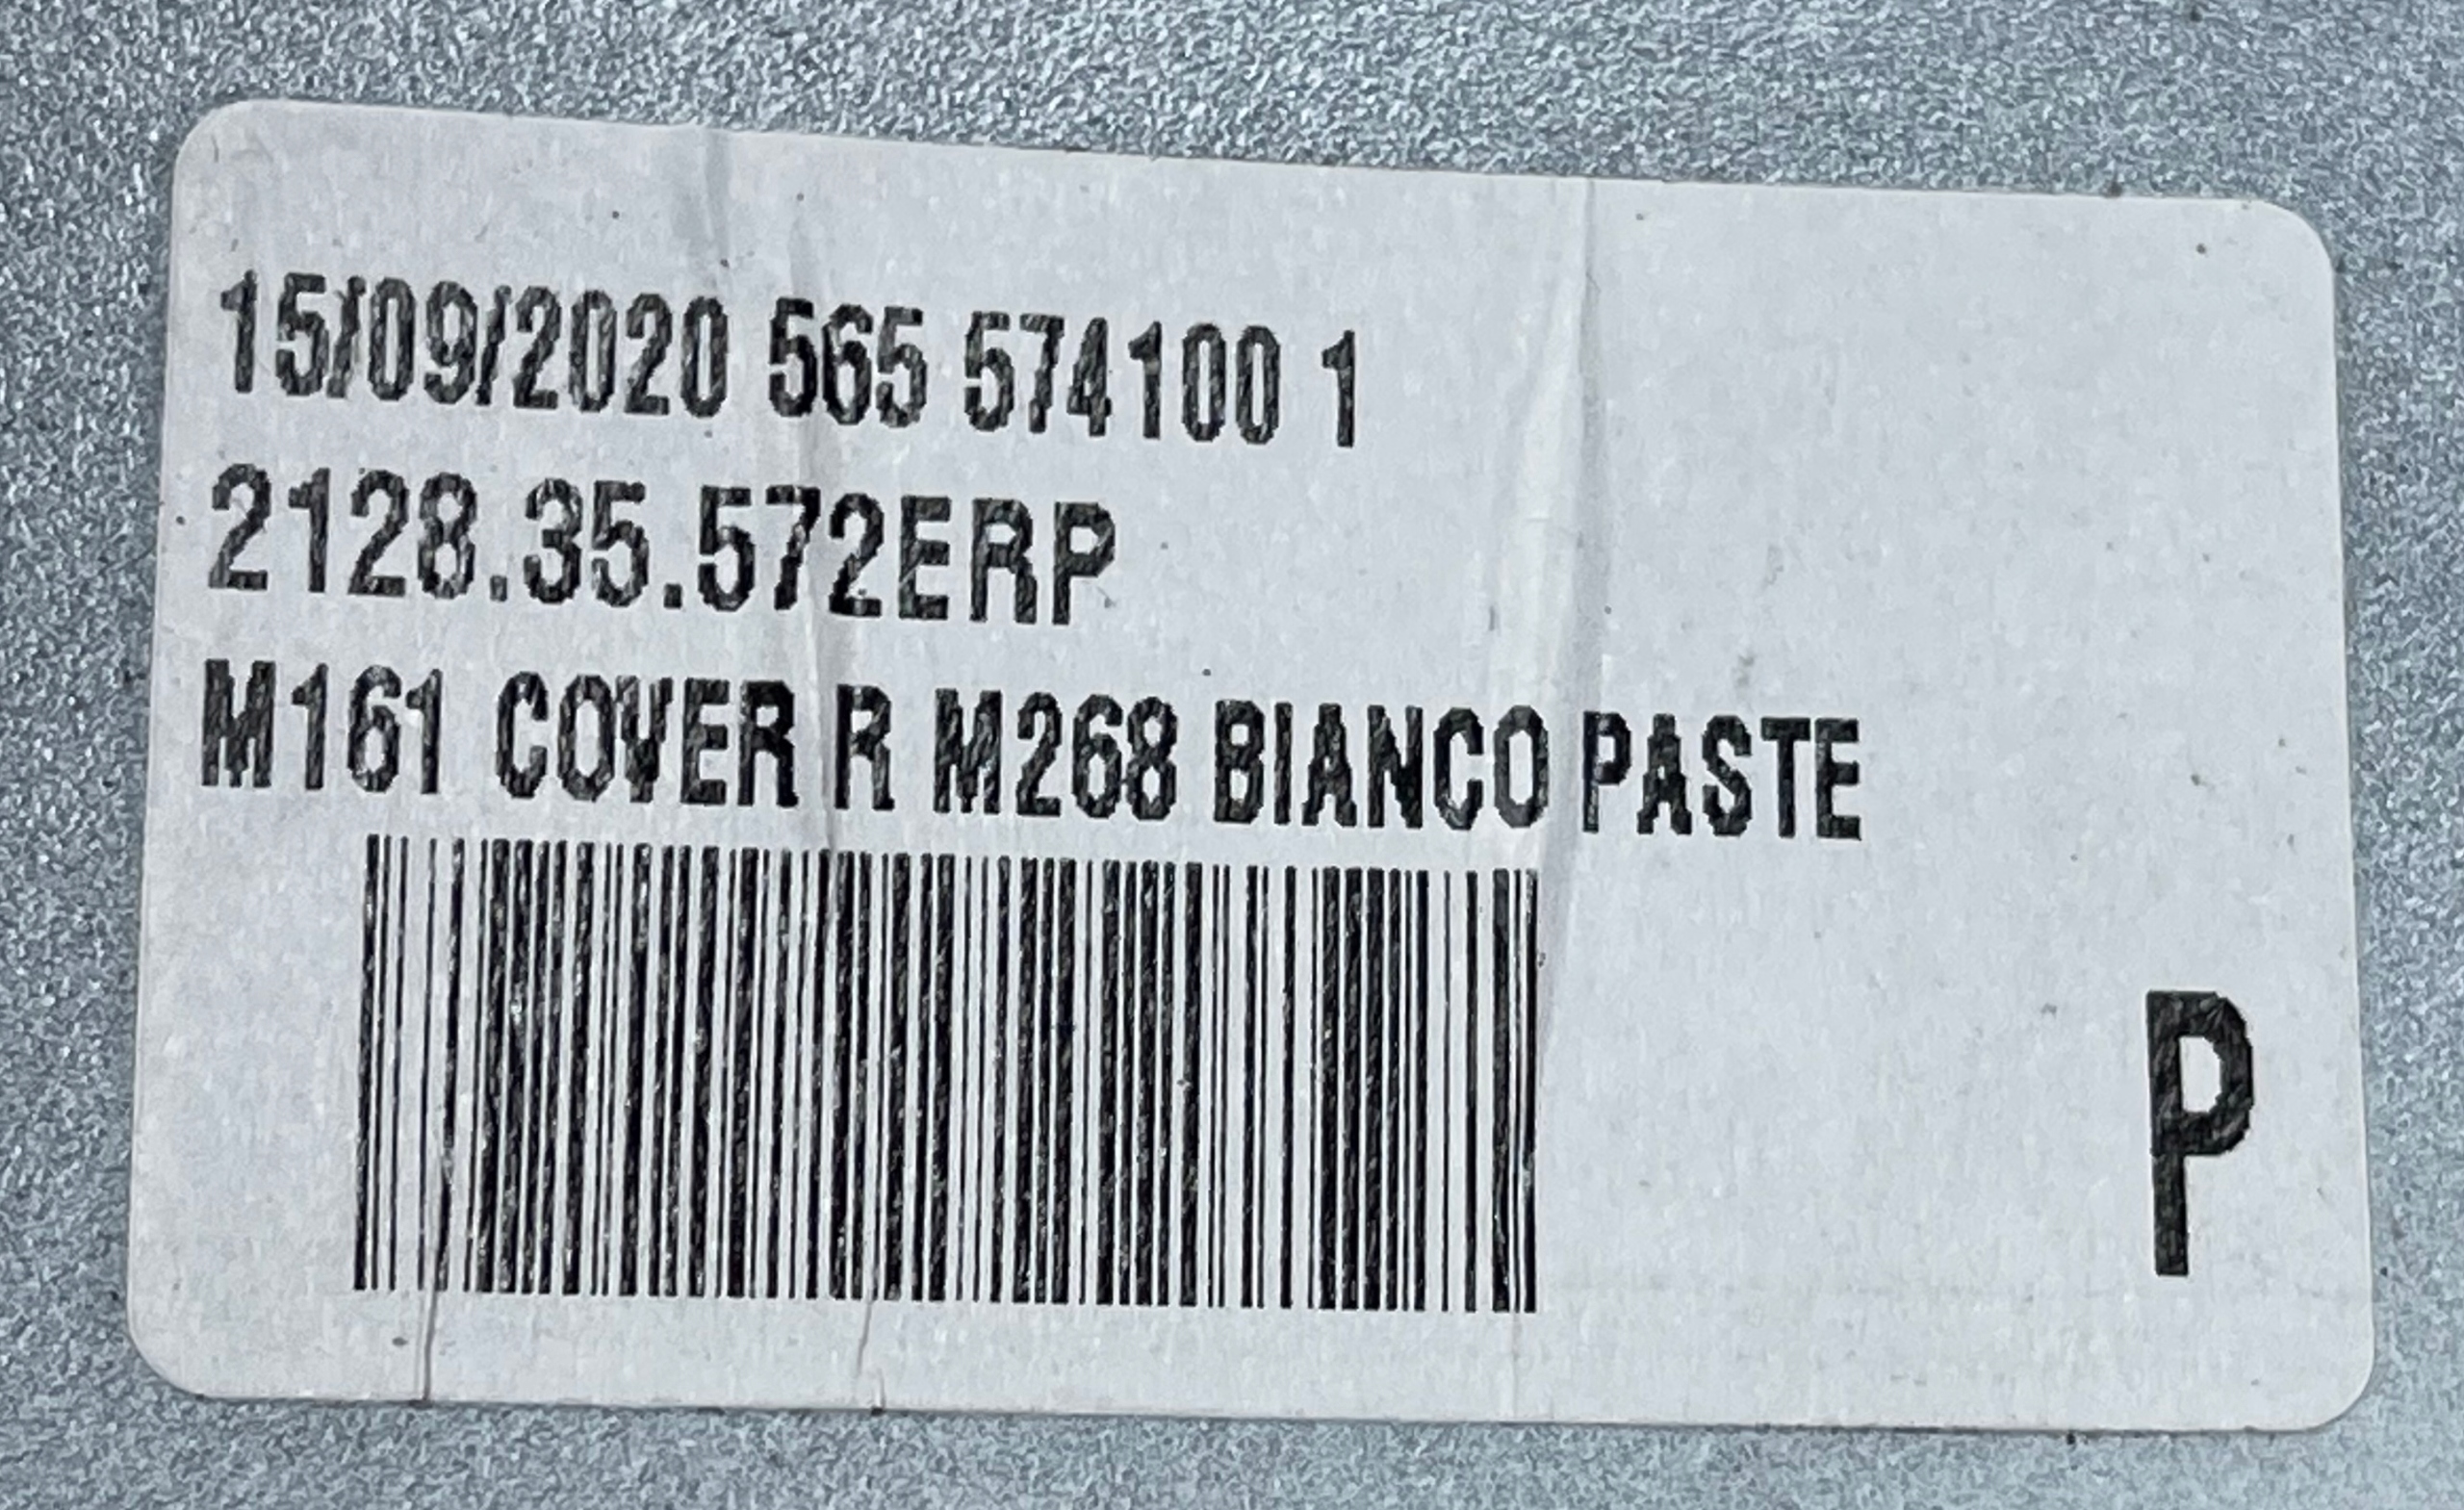 15/09/2020 565 574100 1
2128.35.572ERP
M161 COVER R M268 BIANCO PASTE
P